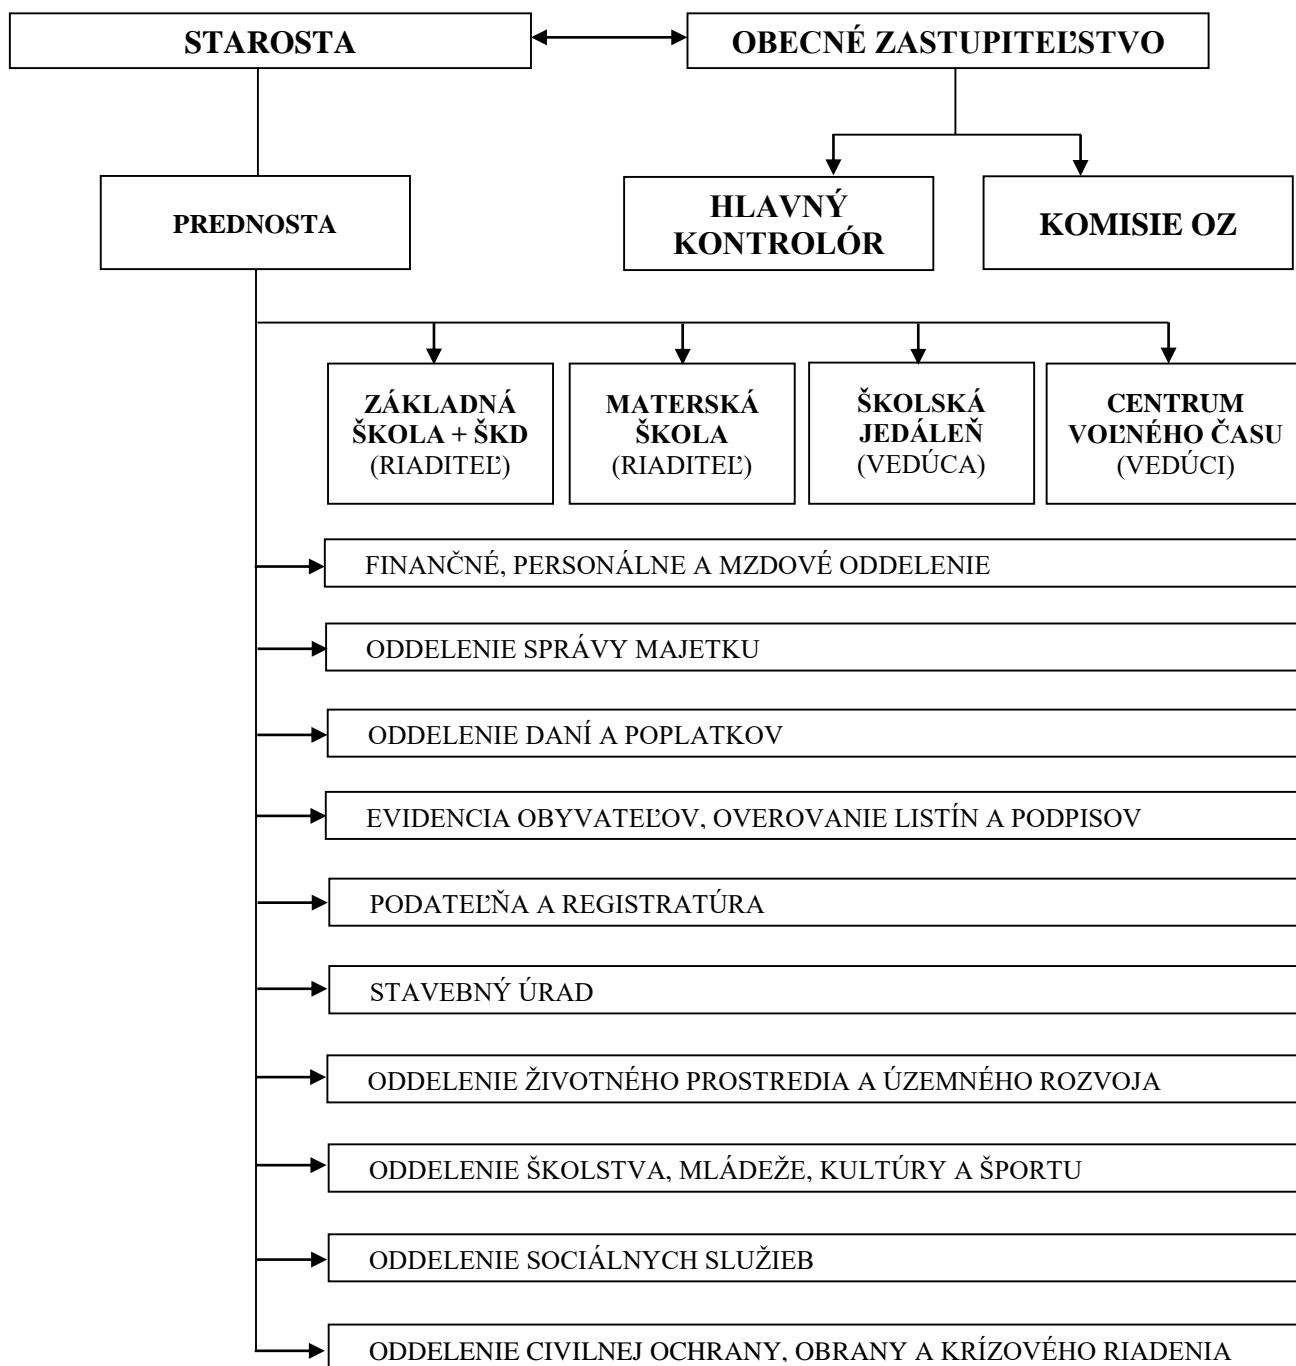 STAROSTA
OBECNÉ ZASTUPITEĽSTVO
PREDNOSTA
HLAVNÝ
KONTROLÓR
KOMISIE OZ
ZÁKLADNÁ
ŠKOLA + ŠKD
(RIADITEĽ)
MATERSKÁ
ŠKOLA
(RIADITEĽ)
ŠKOLSKÁ
JEDÁLEŇ
(VEDÚCA)
CENTRUM
VOĽNÉHO ČASU
(VEDÚCI)
FINANČNÉ, PERSONÁLNE A MZDOVÉ ODDELENIE
ODDELENIE SPRÁVY MAJETKU
ODDELENIE DANÍ A POPLATKOV
EVIDENCIA OBYVATEĽOV, OVEROVANIE LISTÍN A PODPISOV
PODATEĽŇA A REGISTRATÚRA
STAVEBNÝ ÚRAD
ODDELENIE ŽIVOTNÉHO PROSTREDIA A ÚZEMNÉHO ROZVOJA
ODDELENIE ŠKOLSTVA, MLÁDEŽE, KULTÚRY A ŠPORTU
ODDELENIE SOCIÁLNYCH SLUŽIEB
ODDELENIE CIVILNEJ OCHRANY, OBRANY A KRÍZOVÉHO RIADENIA